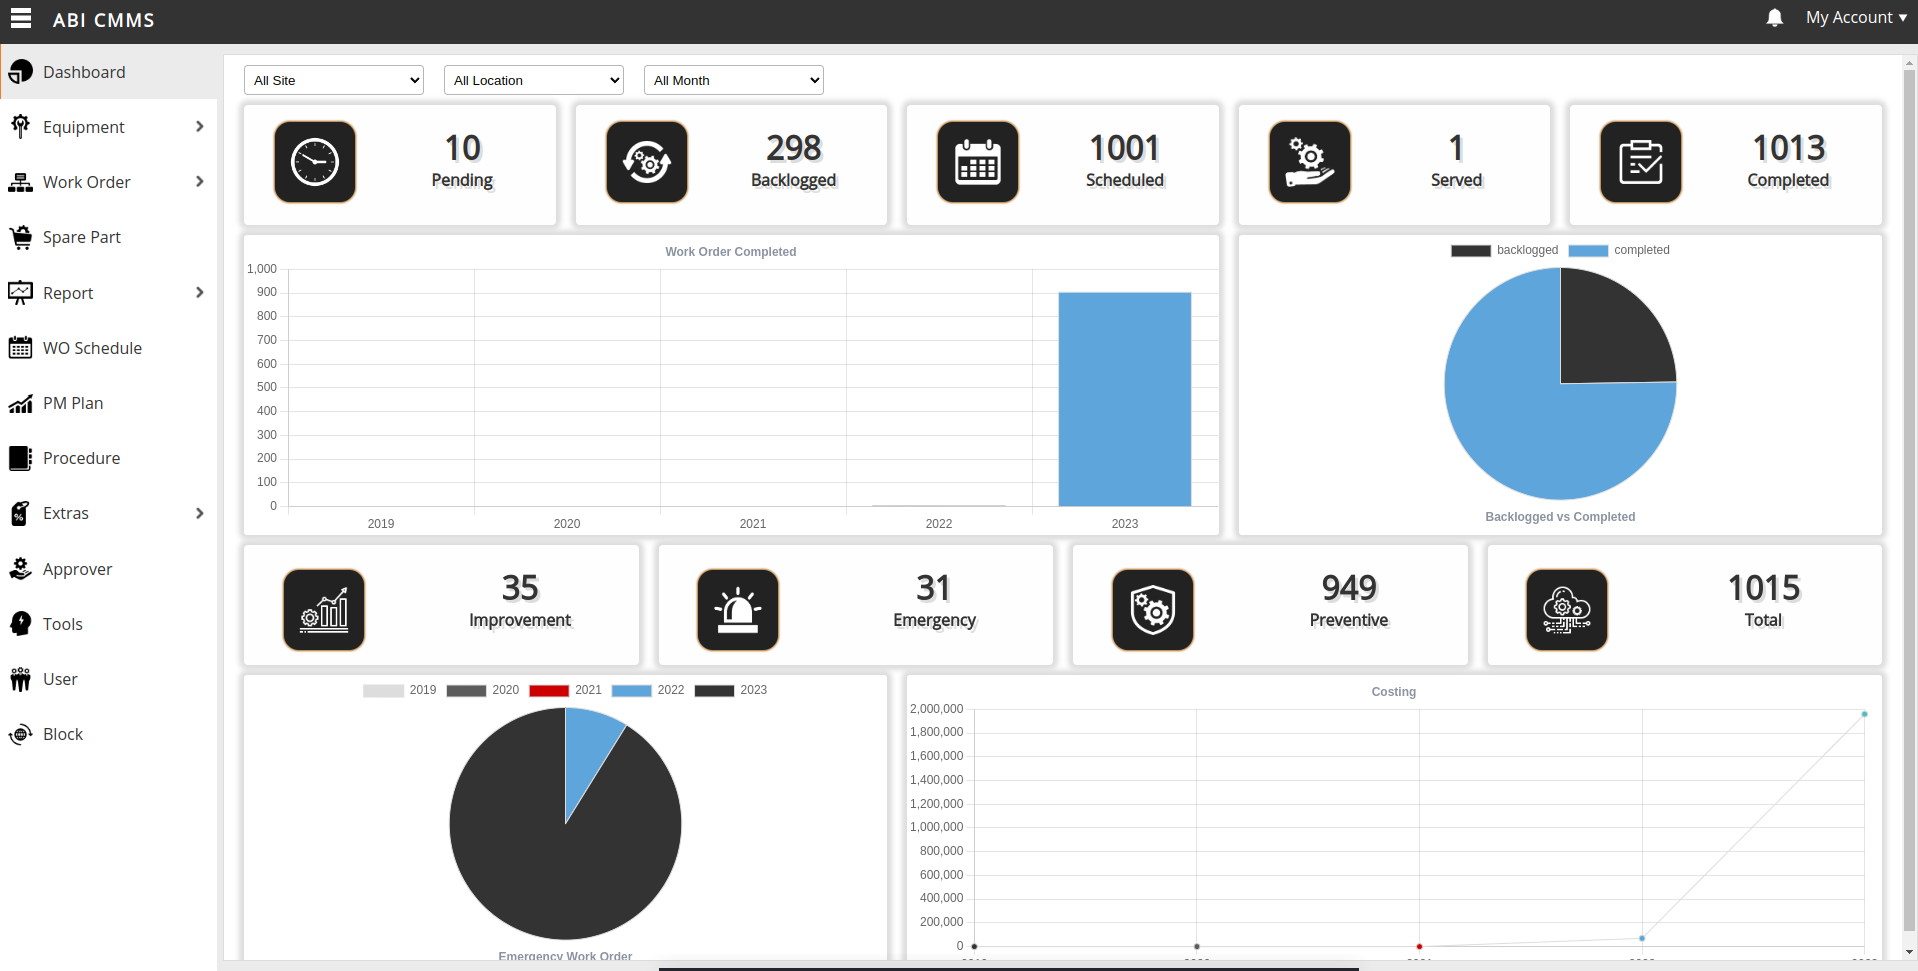 ABI CMMS
My Account ▾
Dashboard
Equipment
Work Order
Spare Part
Report
WO Schedule
PM Plan
Procedure
Extras
Approver
Tools
User
Block
All Site
All Location
All Month
10
Pending
298
Backlogged
1001
Scheduled
1
Served
1013
Completed
Work Order Completed
1,000
900
800
700
600
500
400
300
200
100
0
2019 2020 2021 2022 2023
backlogged completed
Backlogged vs Completed
35
Improvement
31
Emergency
949
Preventive
1015
Total
2019 2020 2021 2022 2023
Emergency Work Order
Costing
2,000,000
1,800,000
1,600,000
1,400,000
1,200,000
1,000,000
800,000
600,000
400,000
200,000
0